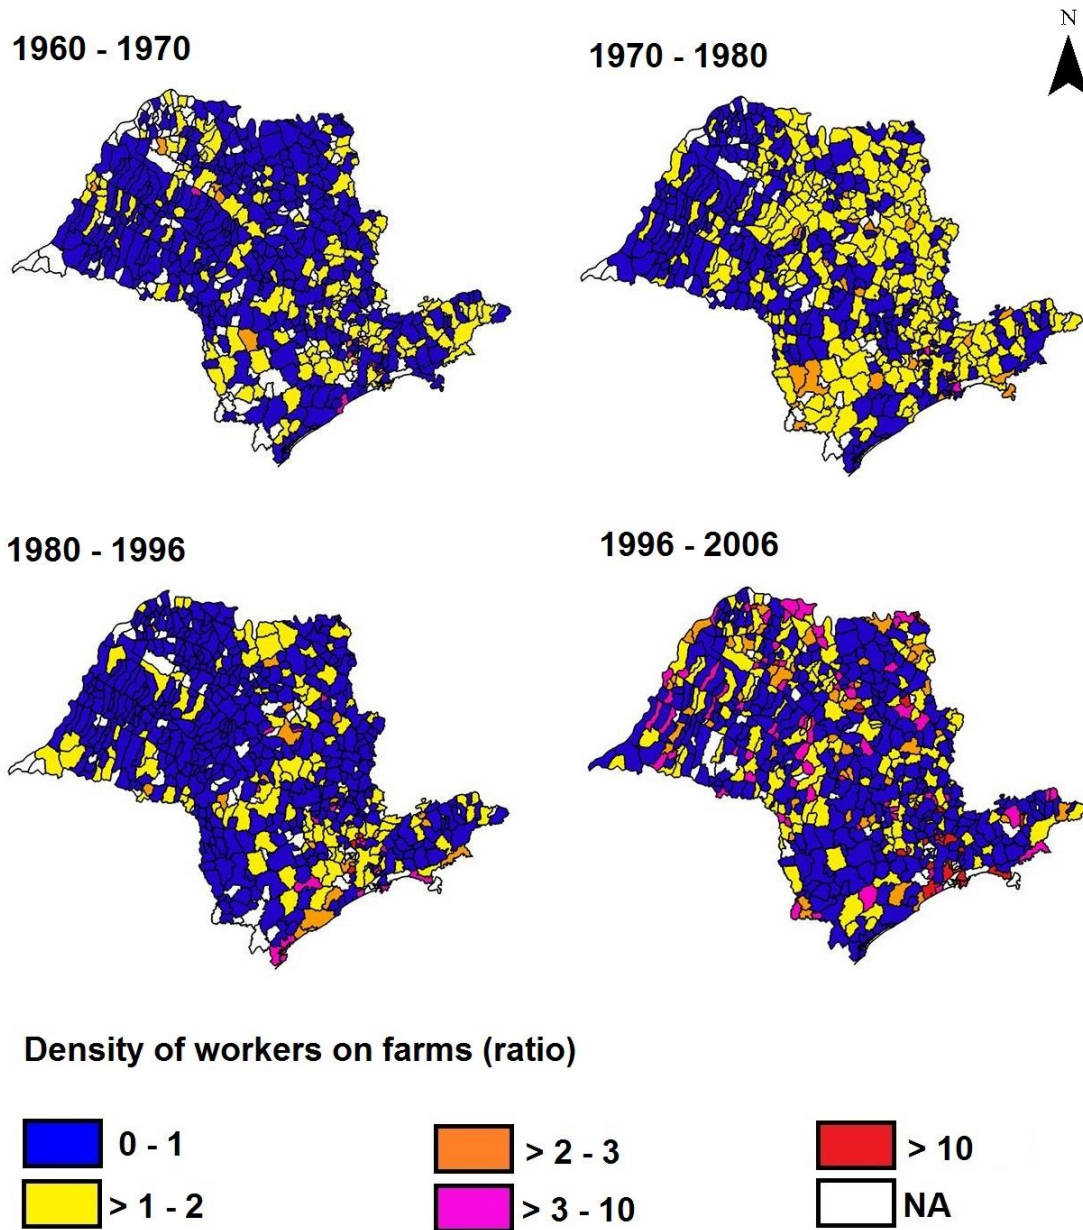 N
1960 - 1970
1970 - 1980
1980 - 1996
1996 - 2006
Density of workers on farms (ratio)
0 - 1
> 2 - 3
> 10
> 1 - 2
> 3 - 10
NA